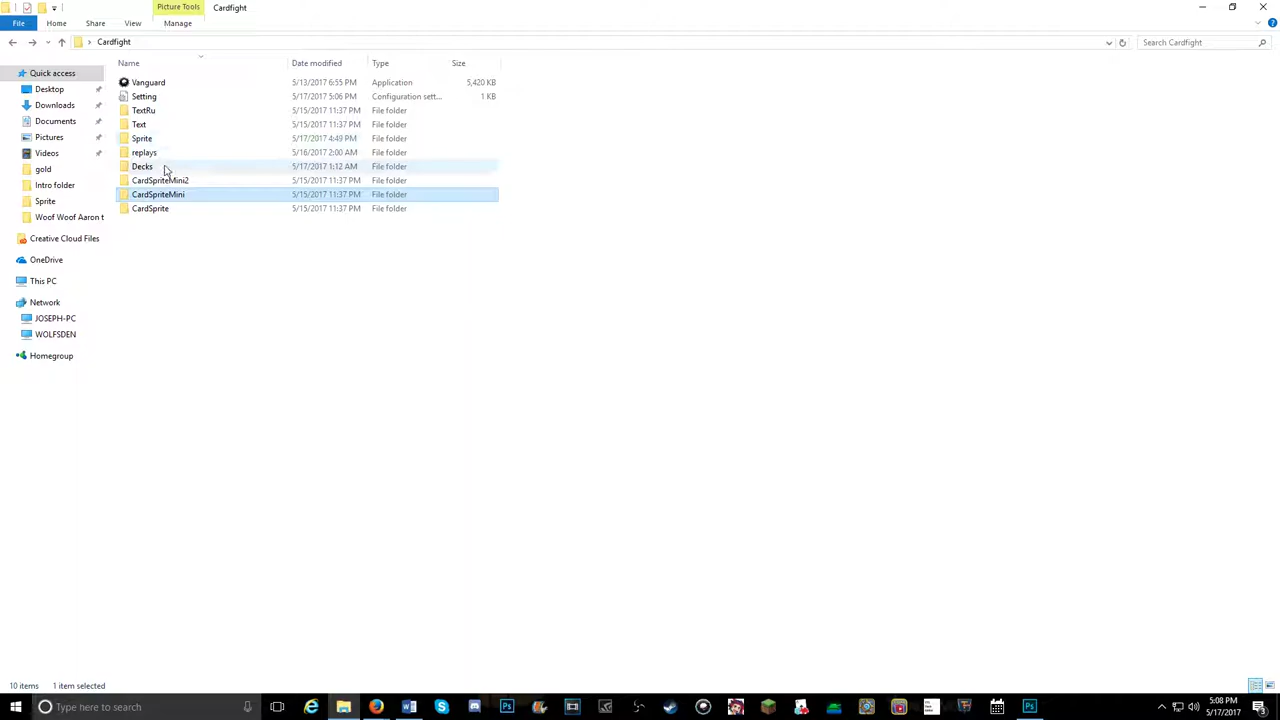 Picture Tools
Cardfight
File
Home
Share
View
Manage
Cardfight
Search Cardfight
Name
Date modified
Type
Size
Quick access
Desktop
Downloads
Documents
Pictures
Videos
gold
Intro folder
Sprite
Woof Woof Aaron t
Creative Cloud Files
OneDrive
This PC
Network
JOSEPH-PC
WOLFSDEN
Homegroup
Vanguard 5/13/2017 6:55 PM Application 5,420 KB
Setting 5/17/2017 5:06 PM Configuration sett... 1 KB
TextRu 5/15/2017 11:37 PM File folder
Text 5/15/2017 11:37 PM File folder
Sprite 5/17/2017 4:49 PM File folder
replays 5/16/2017 2:00 AM File folder
Decks 5/17/2017 1:12 AM File folder
CardSpriteMini2 5/15/2017 11:37 PM File folder
CardSpriteMini 5/15/2017 11:37 PM File folder
CardSprite 5/15/2017 11:37 PM File folder
10 items 1 item selected
Type here to search
5:08 PM
5/17/2017